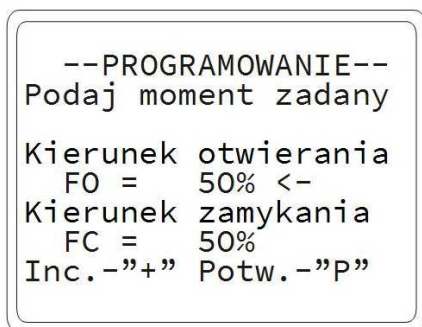 --PROGRAMOWANIE--
Podaj moment zadany
Kierunek otwierania
FO = 50% <-
Kierunek zamykania
FC = 50%
Inc.-”+” Potw.-”P”